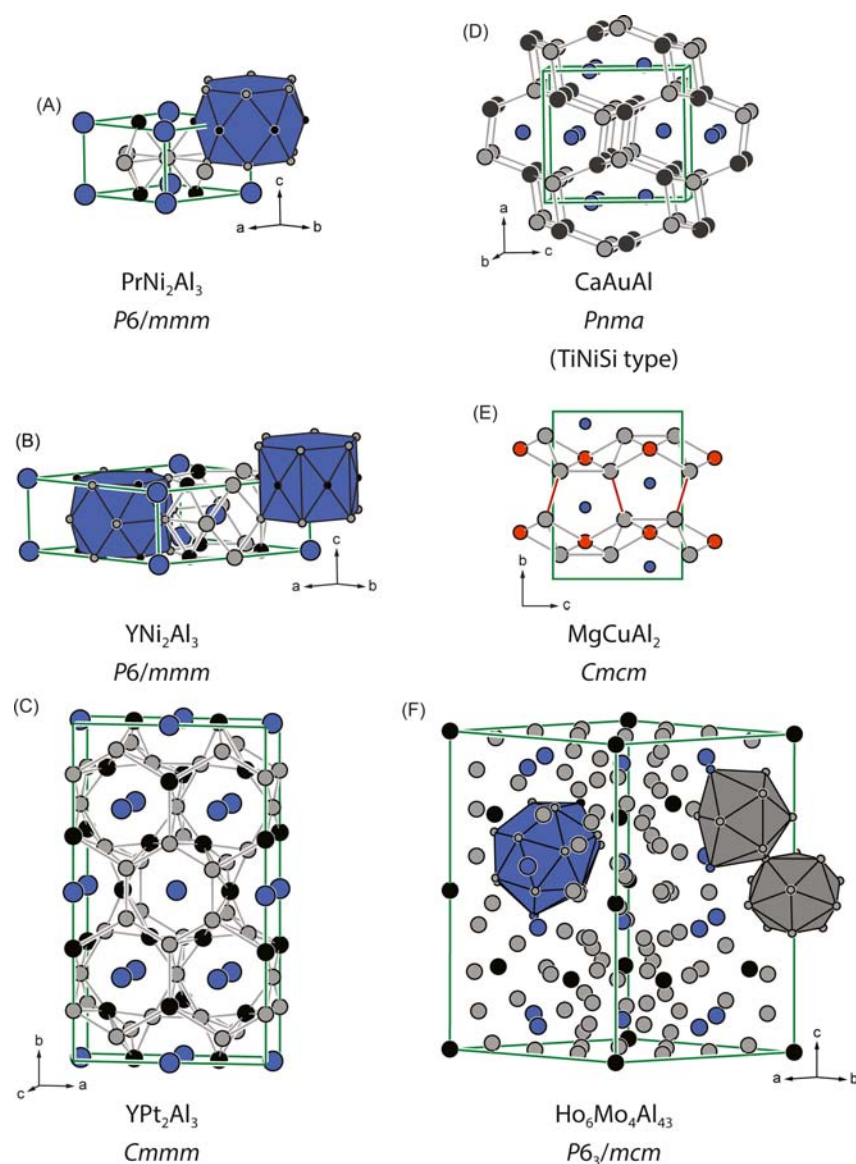 (A)
c
a
b
PrNi₂Al₃
P6/mmm
(D)
a
b
c
CaAuAl
Pnma
(TiNiSi type)
(B)
c
a
b
YNi₂Al₃
P6/mmm
(E)
b
c
MgCuAl₂
Cmcm
(C)
b
c
a
YPt₂Al₃
Cmmm
(F)
c
a
b
Ho₆Mo₄Al₄₃
P6₃/mcm